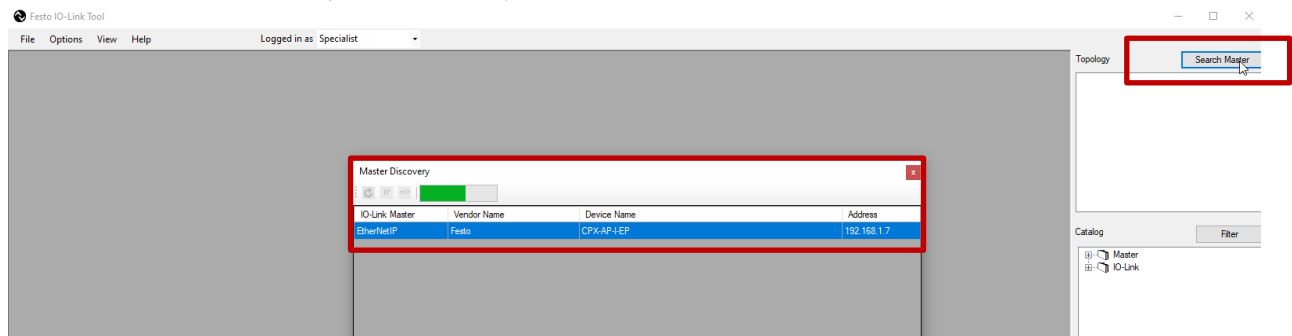 Festo IO-Link Tool
File Options View Help Logged in as Specialist
Topology Search Master
Master Discovery x
IP =>
IO-Link Master Vendor Name Device Name Address
EtherNetIP Festo CPX-AP-I-EP 192.168.1.7
Catalog Filter
Master
IO-Link